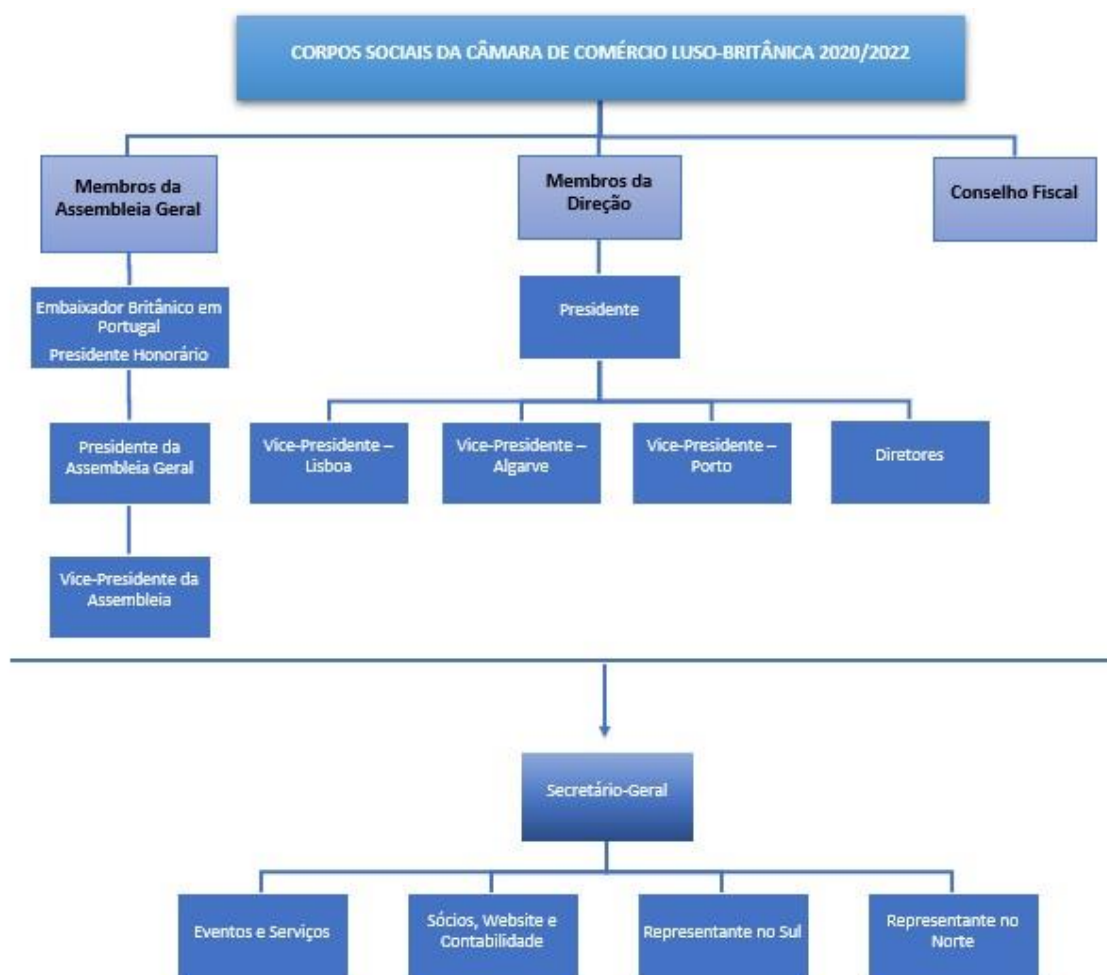 CORPOS SOCIAIS DA CÂMARA DE COMÉRCIO LUSO-BRITÂNICA 2020/2022
Membros da
Assembleia Geral
Membros da
Direção
Conselho Fiscal
Embaixador Britânico em
Portugal
Presidente Honorário
Presidente
Presidente da
Assembleia Geral
Vice-Presidente –
Lisboa
Vice-Presidente –
Algarve
Vice-Presidente –
Porto
Diretores
Vice-Presidente da
Assembleia
Secretário-Geral
Eventos e Serviços
Sócios, Website e
Contabilidade
Representante no Sul
Representante no
Norte